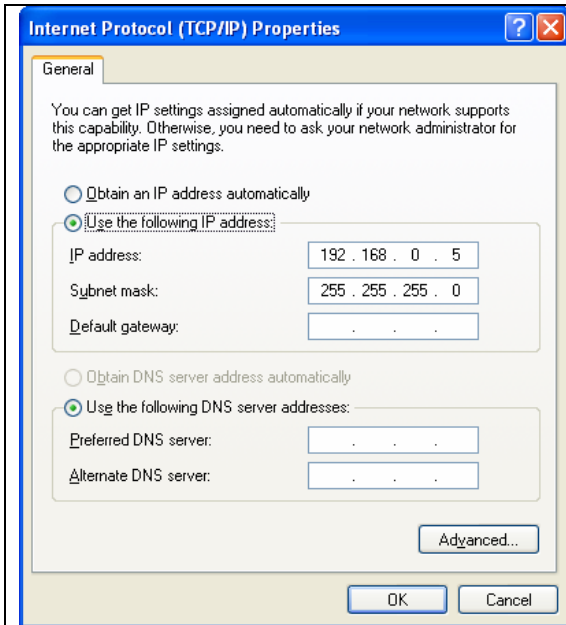 Internet Protocol (TCP/IP) Properties
General
You can get IP settings assigned automatically if your network supports
this capability. Otherwise, you need to ask your network administrator for
the appropriate IP settings.
Obtain an IP address automatically
Use the following IP address:
IP address: 192 . 168 . 0 . 5
Subnet mask: 255 . 255 . 255 . 0
Default gateway: . . .
Obtain DNS server address automatically
Use the following DNS server addresses:
Preferred DNS server: . . .
Alternate DNS server: . . .
Advanced...
OK Cancel